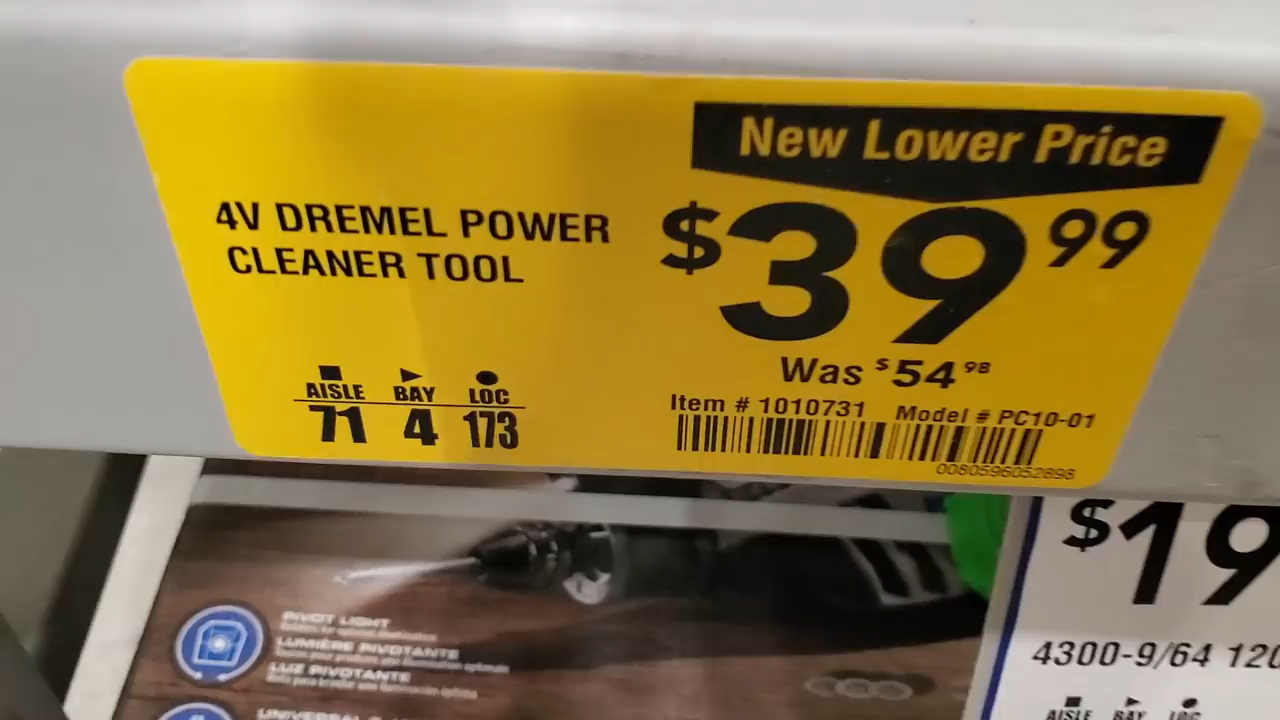 New Lower Price
4V DREMEL POWER
CLEANER TOOL
$39 99
Was $54 98
AISLE BAY LOC
71 4 173
Item # 1010731 Model # PC10-01
0080596052898
$19
4300-9/64 120
AISLE BAY LOC
PIVOT LIGHT
LUMIÈRE PIVOTANTE
LUZ PIVOTANTE